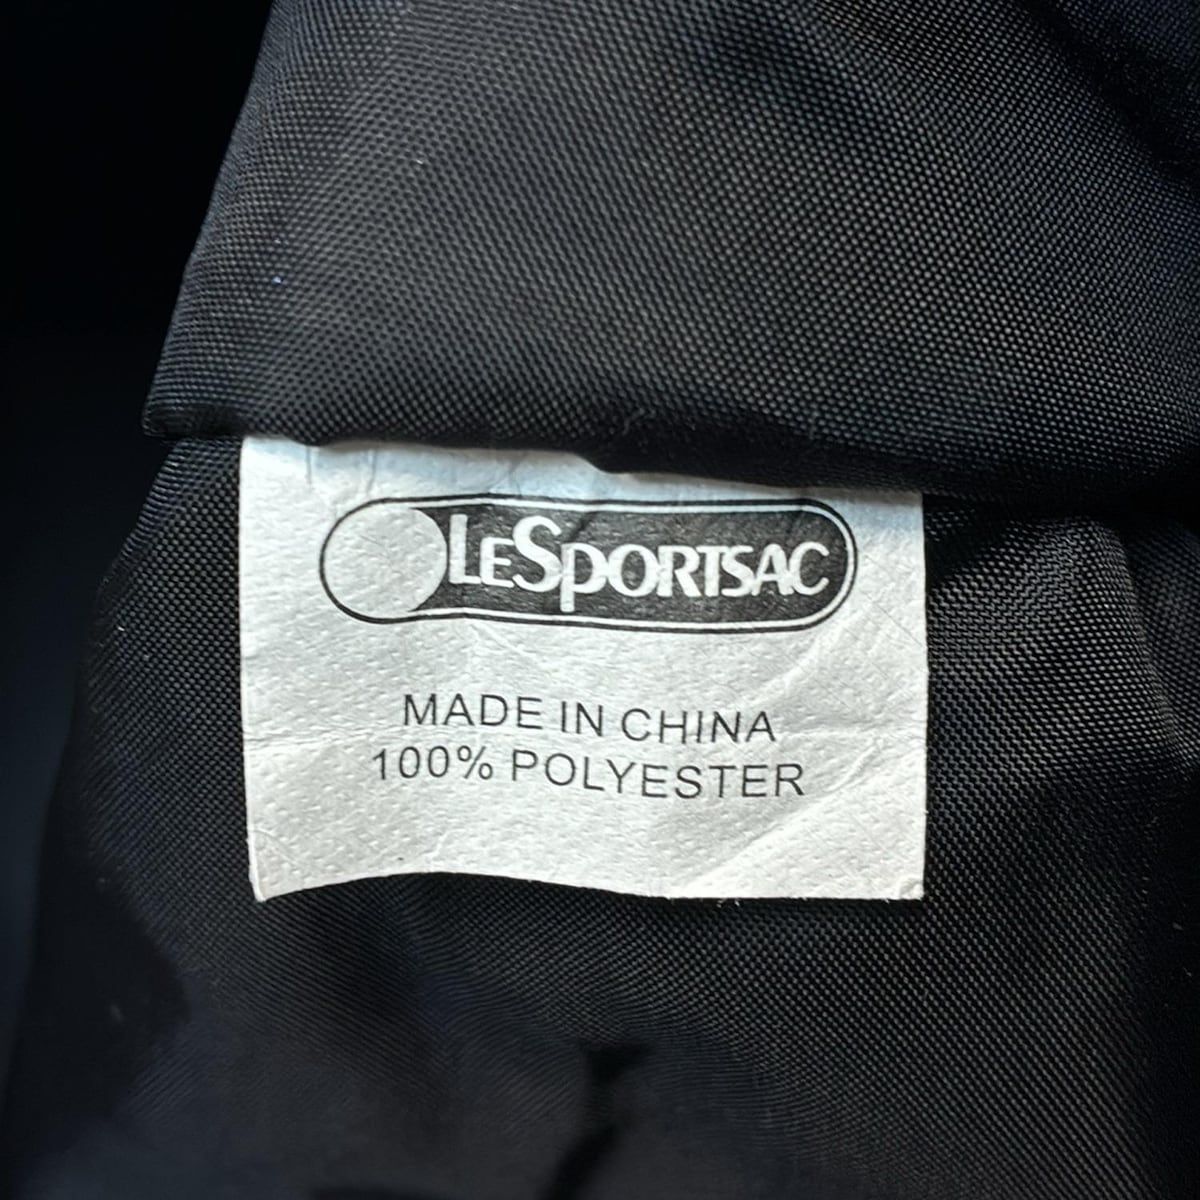 LESPORTSAC
MADE IN CHINA
100% POLYESTER